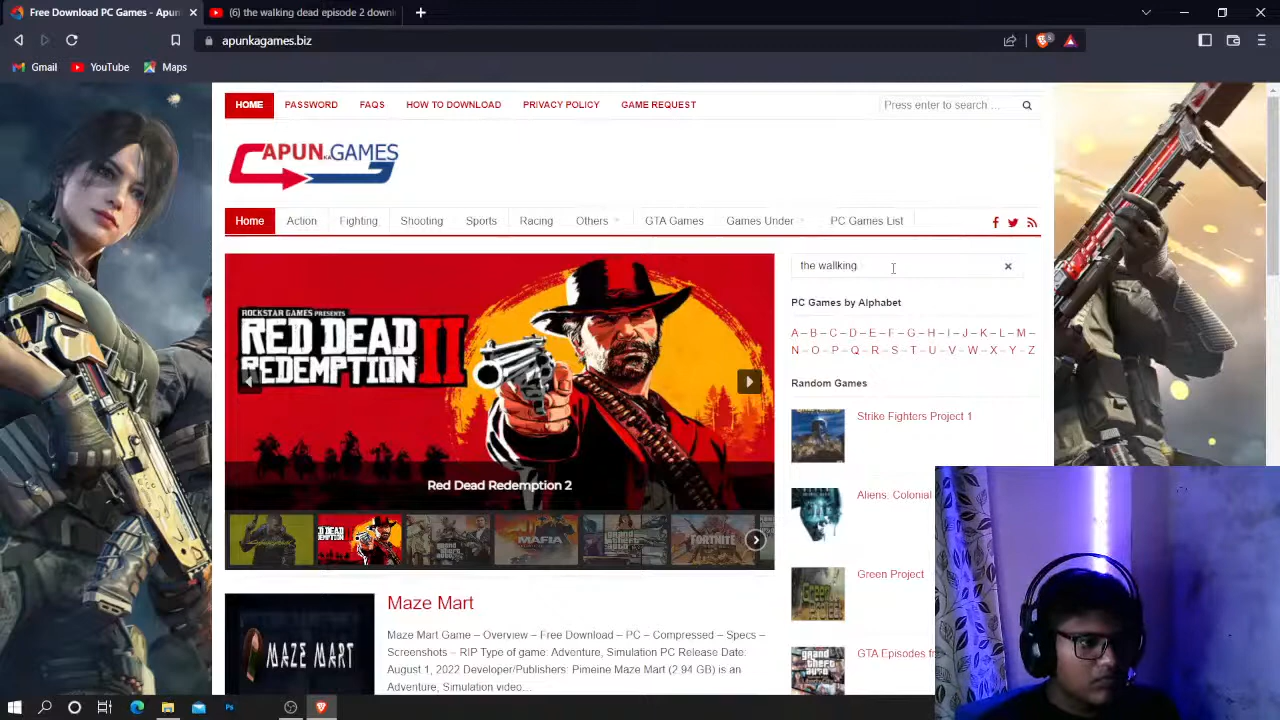 Free Download PC Games - Apun
(6) the walking dead episode 2 downl
apunkagames.biz
Gmail
YouTube
Maps
HOME
PASSWORD
FAQS
HOW TO DOWNLOAD
PRIVACY POLICY
GAME REQUEST
Press enter to search ...
APUN KA GAMES
Home
Action
Fighting
Shooting
Sports
Racing
Others
GTA Games
Games Under
PC Games List
the wallking
PC Games by Alphabet
A – B – C – D – E – F – G – H – I – J – K – L – M –
N – O – P – Q – R – S – T – U – V – W – X – Y – Z
ROCKSTAR GAMES PRESENTS
RED DEAD
REDEMPTION II
Red Dead Redemption 2
Random Games
Strike Fighters Project 1
Aliens. Colonial
Green Project
GTA Episodes fr
MAFIA
FORTNITE
MAZE MART
Maze Mart
Maze Mart Game – Overview – Free Download – PC – Compressed – Specs –
Screenshots – RIP Type of game: Adventure, Simulation PC Release Date:
August 1, 2022 Developer/Publishers: Pimeine Maze Mart (2.94 GB) is an
Adventure, Simulation video...